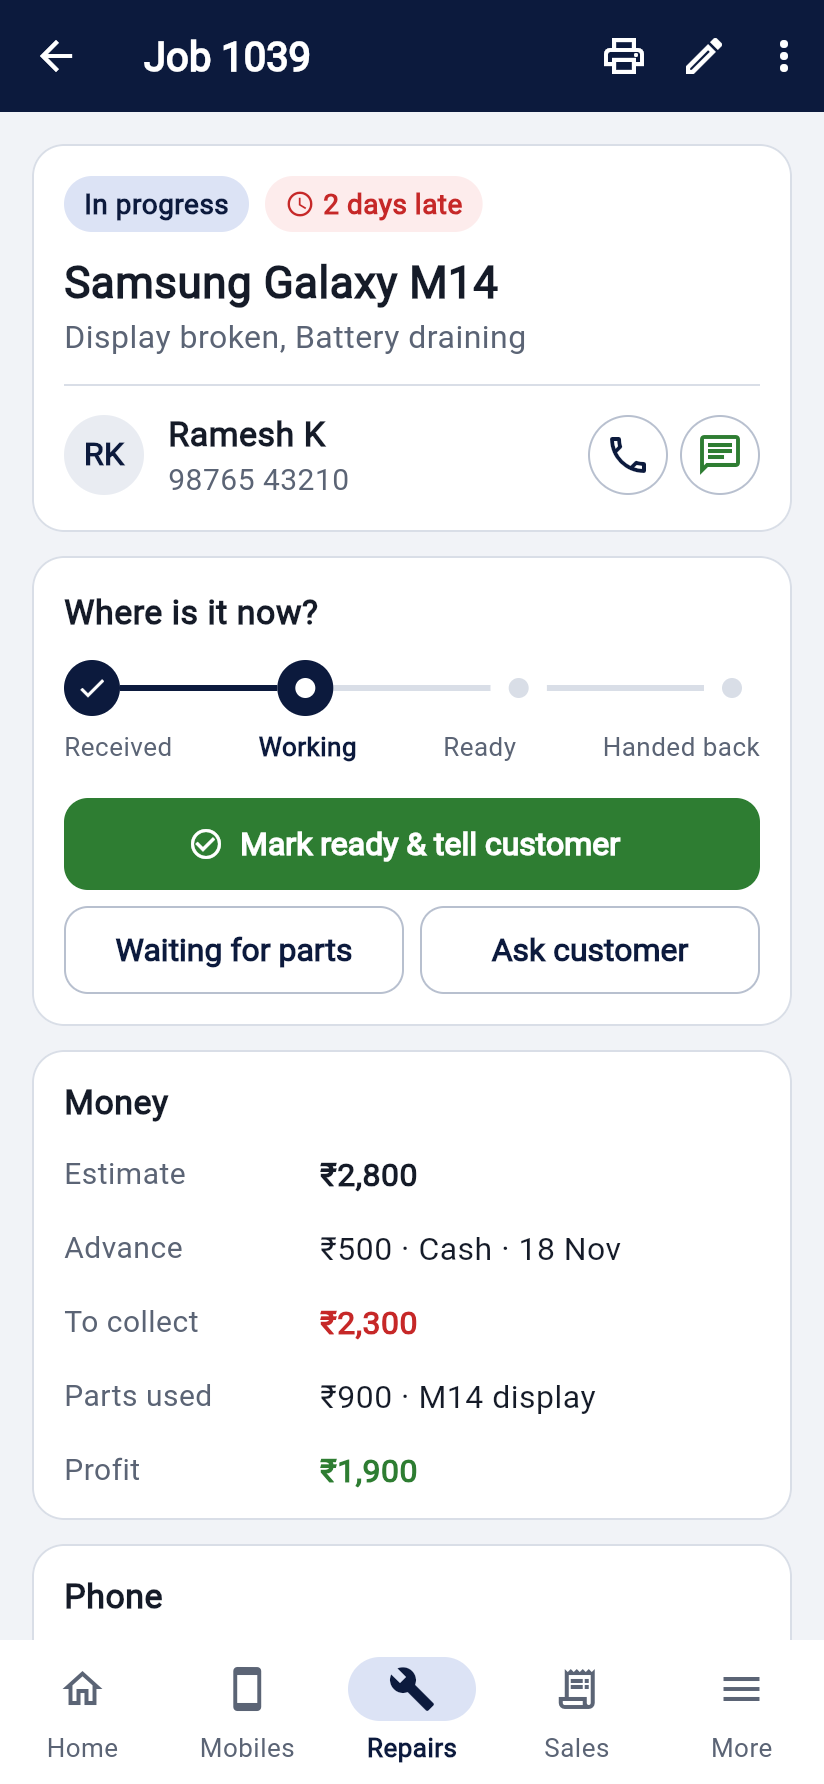 Job 1039
In progress
2 days late
Samsung Galaxy M14
Display broken, Battery draining
RK
Ramesh K
98765 43210
Where is it now?
Received
Working
Ready
Handed back
Mark ready & tell customer
Waiting for parts
Ask customer
Money
Estimate ₹2,800
Advance ₹500 · Cash · 18 Nov
To collect ₹2,300
Parts used ₹900 · M14 display
Profit ₹1,900
Phone
Home
Mobiles
Repairs
Sales
More